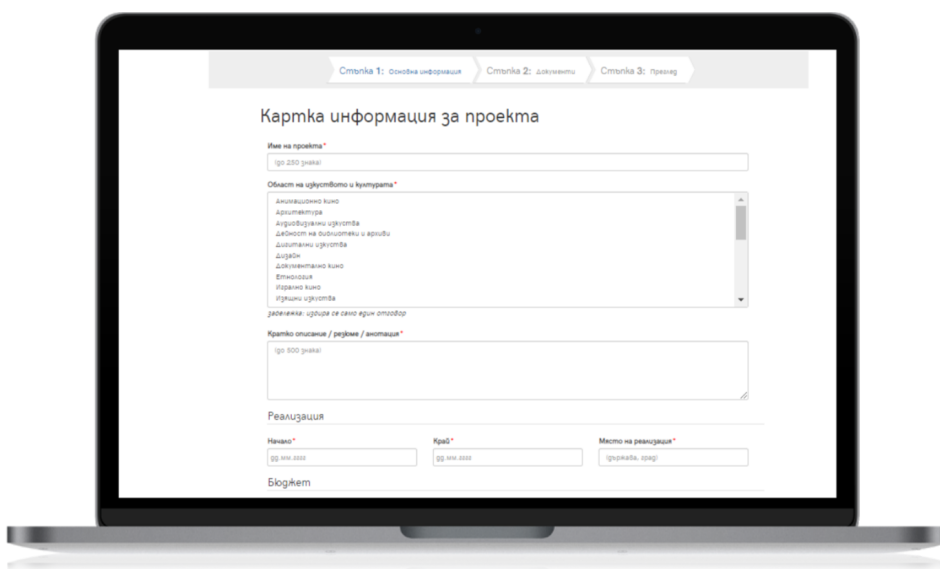 Стъпка 1: Основна информация Стъпка 2: Документи Стъпка 3: Преглед
Картка информация за проекта
Име на проекта*
(до 250 знака)
Област на изкуството и културата*
Анимационно кино
Архитектура
Аудиовизуални изкуства
Дейност на библиотеки и архиви
Дигитални изкуства
Дизайн
Документално кино
Етнология
Игрално кино
Изящни изкуства
забележка: избира се само един отговор
Кратко описание / резюме / анотация*
(до 500 знака)
Реализация
Начало* Край* Място на реализация*
дд.мм.гггг дд.мм.гггг (държава, град)
Бюджет